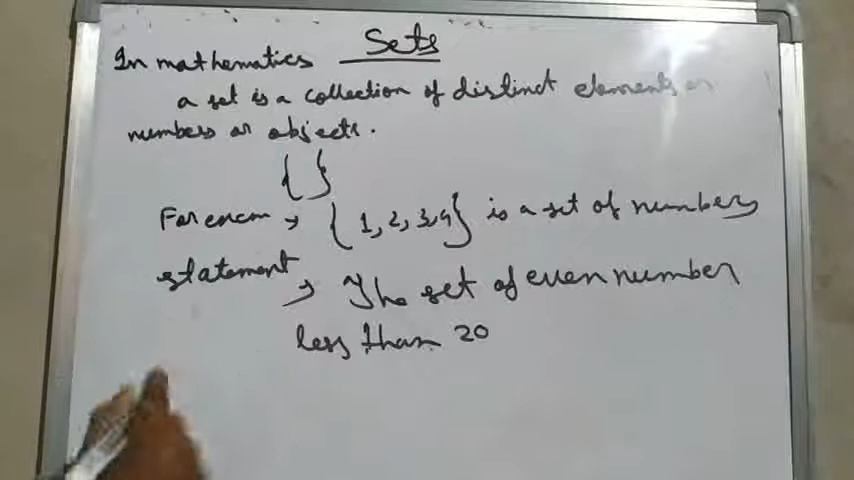 Sets
In mathematics
a set is a collection of distinct elements or
numbers or objects.
{ }
For exam → { 1, 2, 3, 4 } is a set of numbers
statement
→ The set of even number
less than 20